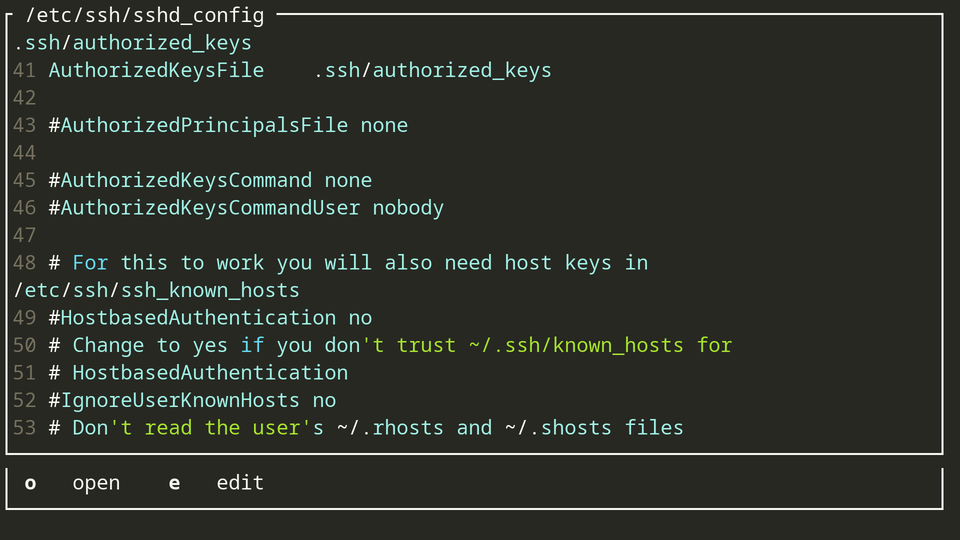 /etc/ssh/sshd_config
.ssh/authorized_keys
41 AuthorizedKeysFile    .ssh/authorized_keys
42
43 #AuthorizedPrincipalsFile none
44
45 #AuthorizedKeysCommand none
46 #AuthorizedKeysCommandUser nobody
47
48 # For this to work you will also need host keys in
/etc/ssh/ssh_known_hosts
49 #HostbasedAuthentication no
50 # Change to yes if you don't trust ~/.ssh/known_hosts for
51 # HostbasedAuthentication
52 #IgnoreUserKnownHosts no
53 # Don't read the user's ~/.rhosts and ~/.shosts files
o   open    e   edit